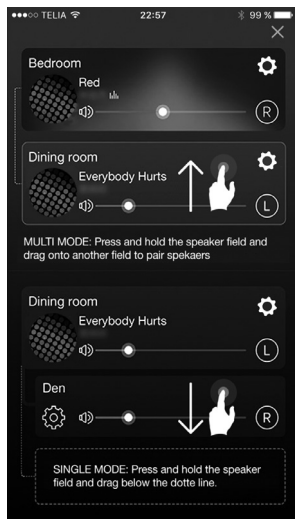 TELIA 22:57 99 %
Bedroom
Red
R
Dining room
Everybody Hurts
L
MULTI MODE: Press and hold the speaker field and
drag onto another field to pair spekaers
Dining room
Everybody Hurts
L
Den
R
SINGLE MODE: Press and hold the speaker
field and drag below the dotte line.